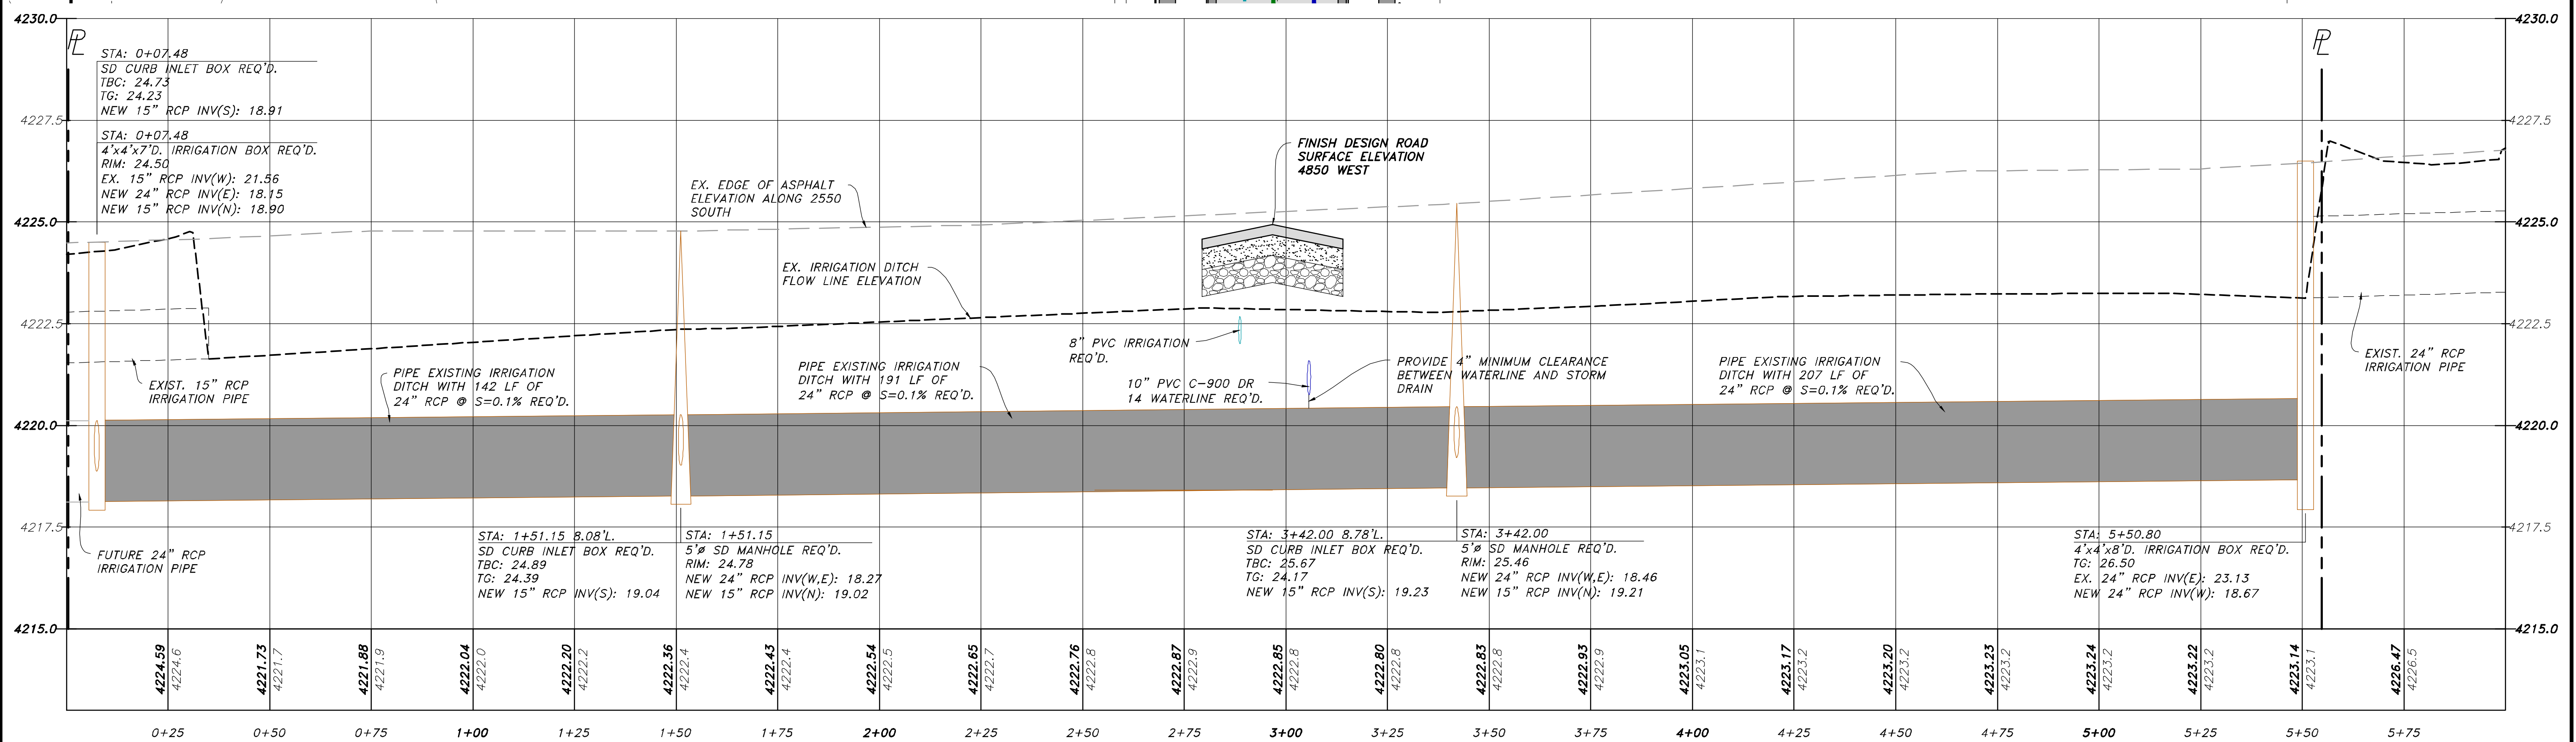 4230.0
4230.0
PL
PL
STA: 0+07.48
SD CURB INLET BOX REQ'D.
TBC: 24.73
TG: 24.23
NEW 15" RCP INV(S): 18.91
4227.5
4227.5
STA: 0+07.48
4'x4'x7'D. IRRIGATION BOX REQ'D.
RIM: 24.50
EX. 15" RCP INV(W): 21.56
NEW 24" RCP INV(E): 18.15
NEW 15" RCP INV(N): 18.90
FINISH DESIGN ROAD
SURFACE ELEVATION
4850 WEST
EX. EDGE OF ASPHALT
ELEVATION ALONG 2550
SOUTH
4225.0
4225.0
EX. IRRIGATION DITCH
FLOW LINE ELEVATION
4222.5
4222.5
8" PVC IRRIGATION
REQ'D.
EXIST. 15" RCP
IRRIGATION PIPE
PIPE EXISTING IRRIGATION
DITCH WITH 142 LF OF
24" RCP @ S=0.1% REQ'D.
PIPE EXISTING IRRIGATION
DITCH WITH 191 LF OF
24" RCP @ S=0.1% REQ'D.
10" PVC C-900 DR
14 WATERLINE REQ'D.
PROVIDE 4" MINIMUM CLEARANCE
BETWEEN WATERLINE AND STORM
DRAIN
PIPE EXISTING IRRIGATION
DITCH WITH 207 LF OF
24" RCP @ S=0.1% REQ'D.
EXIST. 24" RCP
IRRIGATION PIPE
4220.0
4220.0
4217.5
4217.5
FUTURE 24" RCP
IRRIGATION PIPE
STA: 1+51.15 8.08'L.
SD CURB INLET BOX REQ'D.
TBC: 24.89
TG: 24.39
NEW 15" RCP INV(S): 19.04
STA: 1+51.15
5'ø SD MANHOLE REQ'D.
RIM: 24.78
NEW 24" RCP INV(W,E): 18.27
NEW 15" RCP INV(N): 19.02
STA: 3+42.00 8.78'L.
SD CURB INLET BOX REQ'D.
TBC: 25.67
TG: 24.17
NEW 15" RCP INV(S): 19.23
STA: 3+42.00
5'ø SD MANHOLE REQ'D.
RIM: 25.46
NEW 24" RCP INV(W,E): 18.46
NEW 15" RCP INV(N): 19.21
STA: 5+50.80
4'x4'x8'D. IRRIGATION BOX REQ'D.
TG: 26.50
EX. 24" RCP INV(E): 23.13
NEW 24" RCP INV(W): 18.67
4215.0
4215.0
4224.59
4224.6
4221.73
4221.7
4221.88
4221.9
4222.04
4222.0
4222.20
4222.2
4222.36
4222.4
4222.43
4222.4
4222.54
4222.5
4222.65
4222.7
4222.76
4222.8
4222.87
4222.9
4222.85
4222.8
4222.80
4222.8
4222.83
4222.8
4222.93
4222.9
4223.05
4223.1
4223.17
4223.2
4223.20
4223.2
4223.23
4223.2
4223.24
4223.2
4223.22
4223.2
4223.14
4223.1
4226.47
4226.5
0+25
0+50
0+75
1+00
1+25
1+50
1+75
2+00
2+25
2+50
2+75
3+00
3+25
3+50
3+75
4+00
4+25
4+50
4+75
5+00
5+25
5+50
5+75